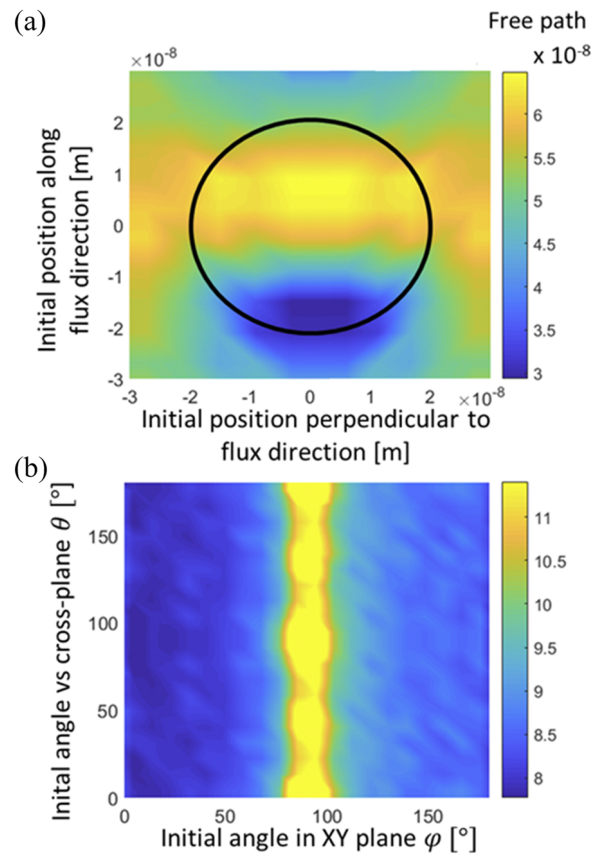 (a)
Free path
x 10-8
×10-8
6
5.5
5
4.5
4
3.5
3
2
1
0
-1
-2
-3
Initial position along
flux direction [m]
-3 -2 -1 0 1 2 ×10-8
Initial position perpendicular to
flux direction [m]
(b)
11
10.5
10
9.5
9
8.5
8
150
100
50
0
Inital angle vs cross-plane θ [°]
0 50 100 150
Initial angle in XY plane φ [°]